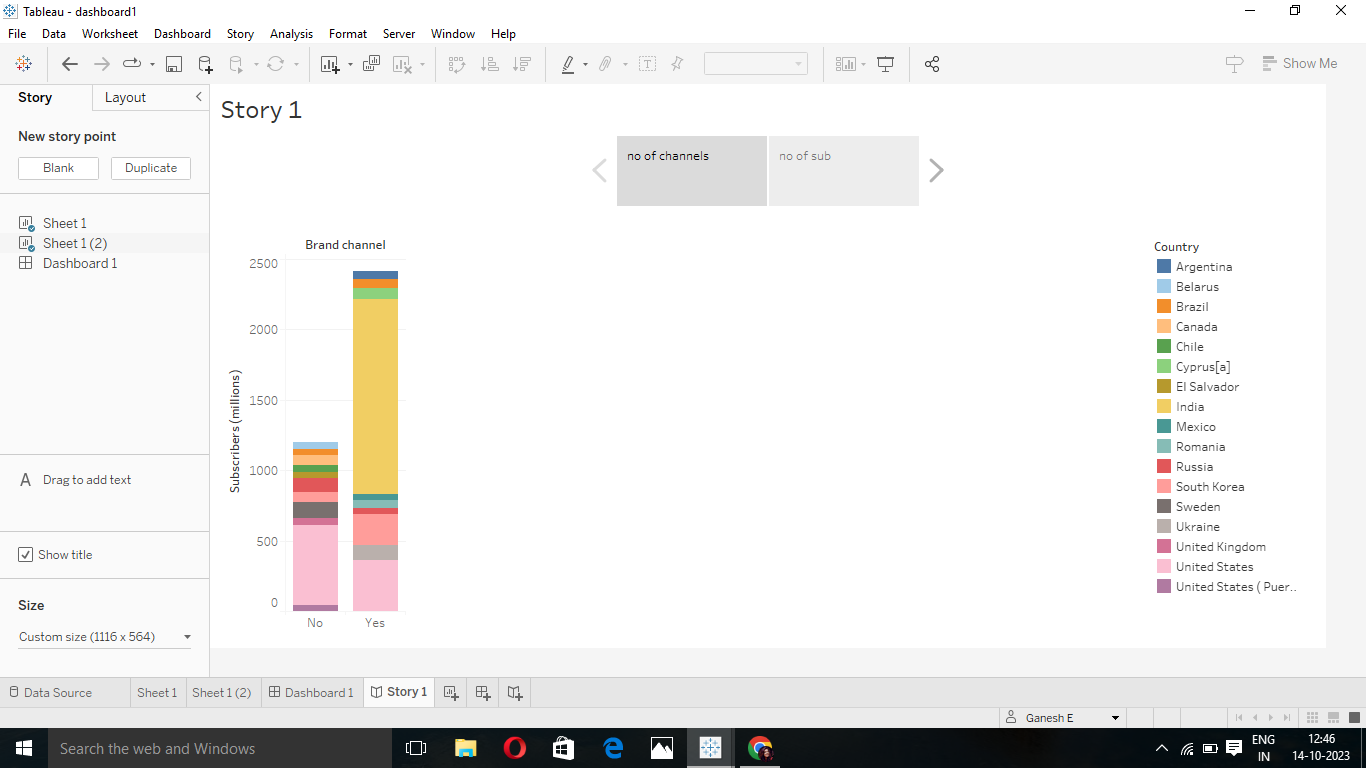 Tableau - dashboard1
File Data Worksheet Dashboard Story Analysis Format Server Window Help
Show Me
Story Layout
New story point
Blank Duplicate
Sheet 1
Sheet 1 (2)
Dashboard 1
A Drag to add text
Show title
Size
Custom size (1116 x 564)
Story 1
no of channels no of sub
Brand channel
Subscribers (millions)
2500
2000
1500
1000
500
0
No Yes
Country
Argentina
Belarus
Brazil
Canada
Chile
Cyprus[a]
El Salvador
India
Mexico
Romania
Russia
South Korea
Sweden
Ukraine
United Kingdom
United States
United States ( Puer..
Data Source Sheet 1 Sheet 1 (2) Dashboard 1 Story 1
Ganesh E
Search the web and Windows
ENG
IN
12:46
14-10-2023